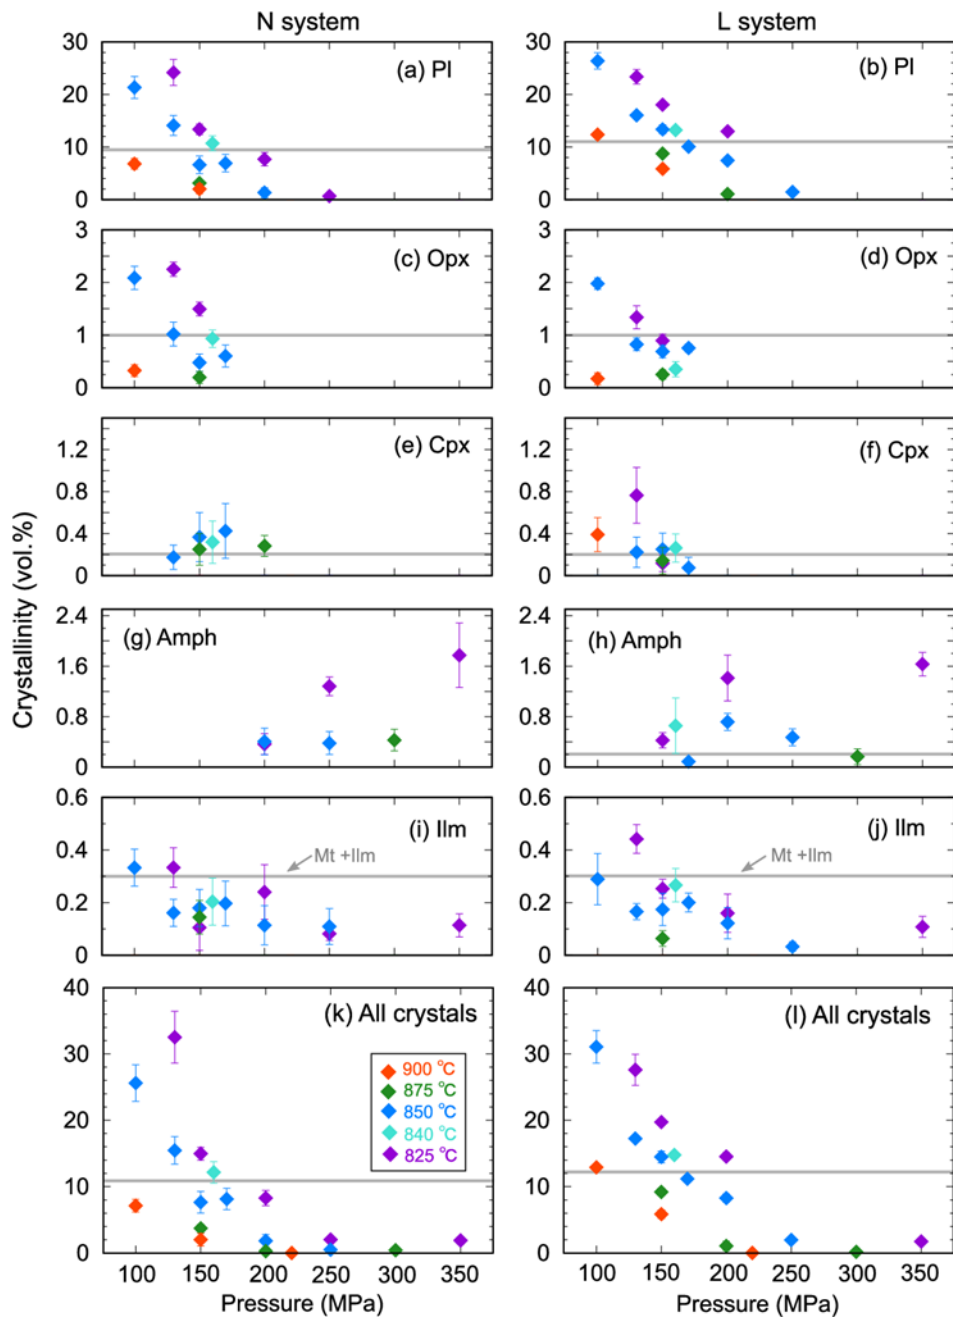 N system
L system
30
20
10
0
(a) Pl
(b) Pl
3
2
1
0
(c) Opx
(d) Opx
1.2
0.8
0.4
0
(e) Cpx
(f) Cpx
Crystallinity (vol.%)
2.4
1.6
0.8
0
(g) Amph
(h) Amph
0.6
0.4
0.2
0
(i) Ilm
Mt +Ilm
(j) Ilm
Mt +Ilm
40
30
20
10
0
(k) All crystals
(l) All crystals
900 °C
875 °C
850 °C
840 °C
825 °C
100 150 200 250 300 350
100 150 200 250 300 350
Pressure (MPa)
Pressure (MPa)